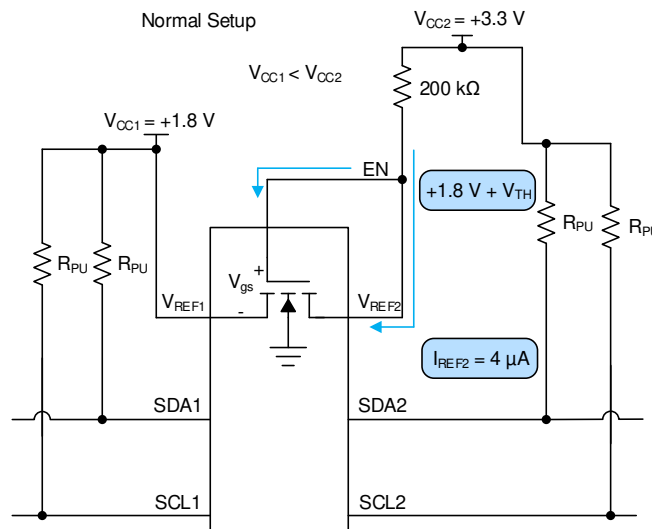 Normal Setup
VCC2 = +3.3 V
VCC1 < VCC2
200 kΩ
VCC1 = +1.8 V
EN
+1.8 V + VTH
RPU
RPU
RPU
RPU
+
Vgs
-
VREF1
VREF2
IREF2 = 4 µA
SDA1
SDA2
SCL1
SCL2